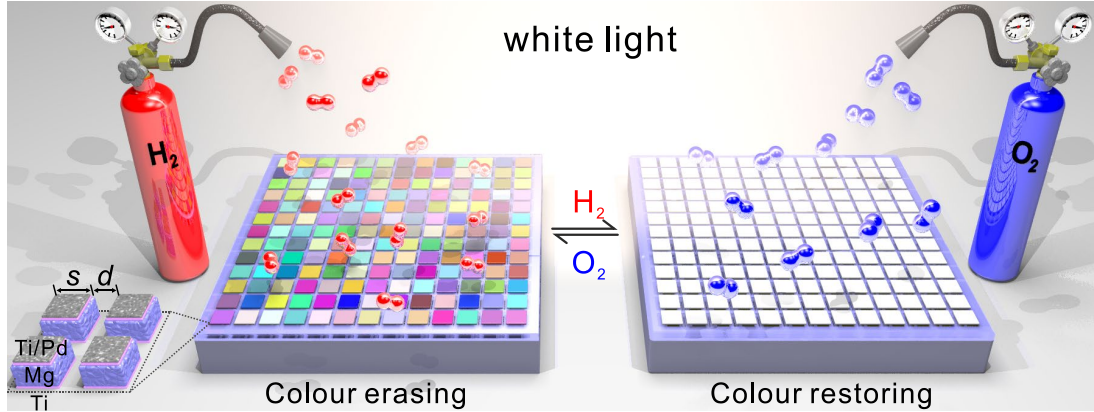 white light
H₂
O₂
H₂
O₂
s d
Ti/Pd
Mg
Ti
Colour erasing
Colour restoring